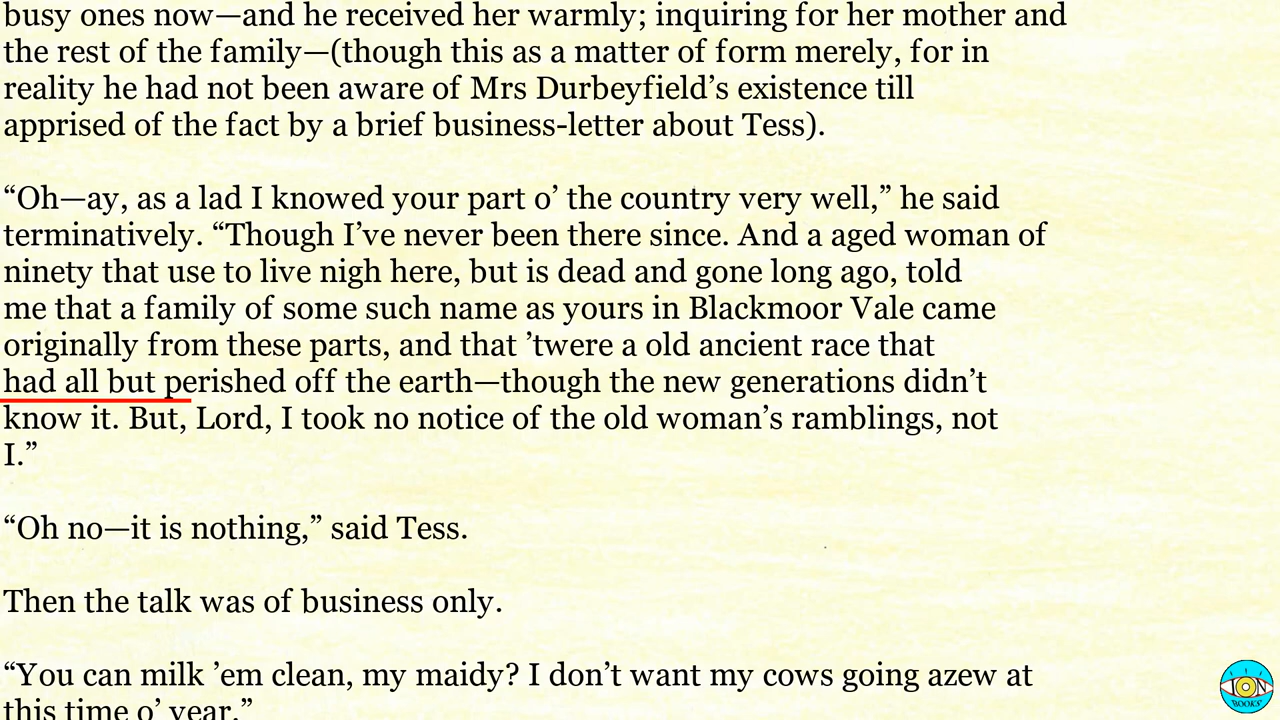 busy ones now—and he received her warmly; inquiring for her mother and
the rest of the family—(though this as a matter of form merely, for in
reality he had not been aware of Mrs Durbeyfield’s existence till
apprised of the fact by a brief business-letter about Tess).
“Oh—ay, as a lad I knowed your part o’ the country very well,” he said
terminatively. “Though I’ve never been there since. And a aged woman of
ninety that use to live nigh here, but is dead and gone long ago, told
me that a family of some such name as yours in Blackmoor Vale came
originally from these parts, and that ’twere a old ancient race that
had all but perished off the earth—though the new generations didn’t
know it. But, Lord, I took no notice of the old woman’s ramblings, not
I.”
“Oh no—it is nothing,” said Tess.
Then the talk was of business only.
“You can milk ’em clean, my maidy? I don’t want my cows going azew at
this time o’ year.”
ION
BOOKS